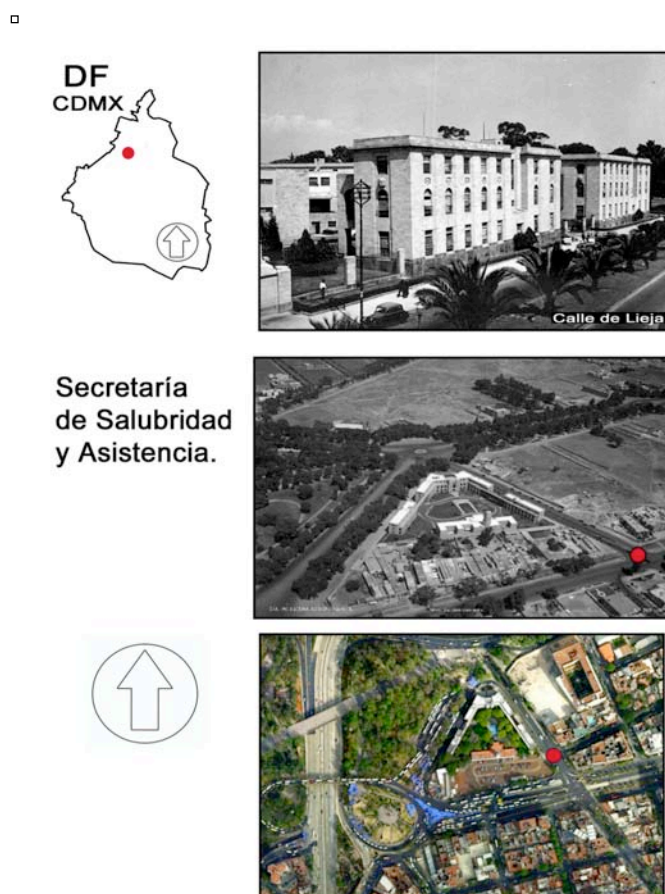 DF
CDMX
Calle de Lieja
Secretaría
de Salubridad
y Asistencia.